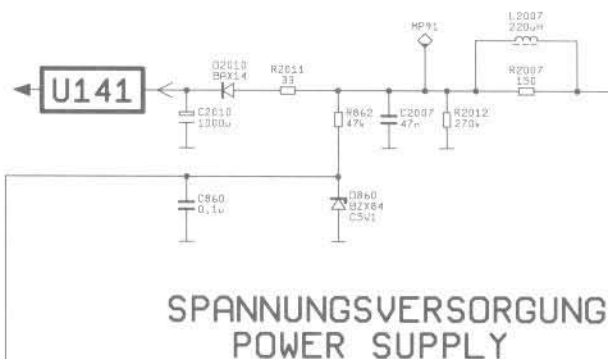 L2007
220uH
MP91
D2010
BAX14
R2011
33
R2007
150
U141
C2010
1000u
R862
47k
C2007
47n
R2012
270k
C860
0,1u
D860
BZX84
C5V1
SPANNUNGSVERSORGUNG
POWER SUPPLY